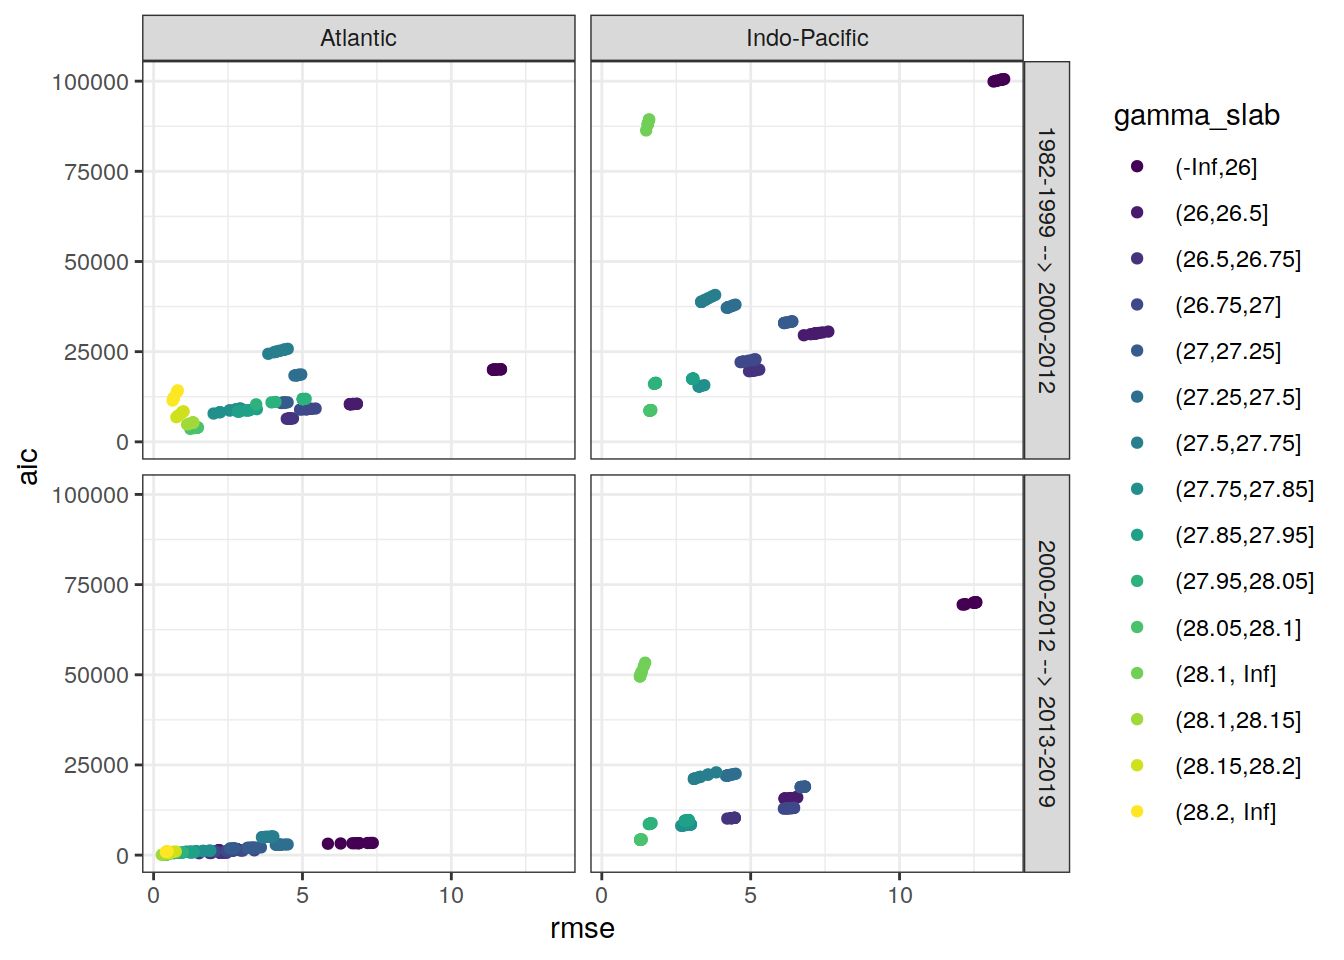 Atlantic
Indo-Pacific
100000
75000
50000
25000
0
1982-1999 --> 2000-2012
100000
75000
50000
25000
0
2000-2012 --> 2013-2019
0
5
10
0
5
10
rmse
aic
gamma_slab
(-Inf,26]
(26,26.5]
(26.5,26.75]
(26.75,27]
(27,27.25]
(27.25,27.5]
(27.5,27.75]
(27.75,27.85]
(27.85,27.95]
(27.95,28.05]
(28.05,28.1]
(28.1, Inf]
(28.1,28.15]
(28.15,28.2]
(28.2, Inf]